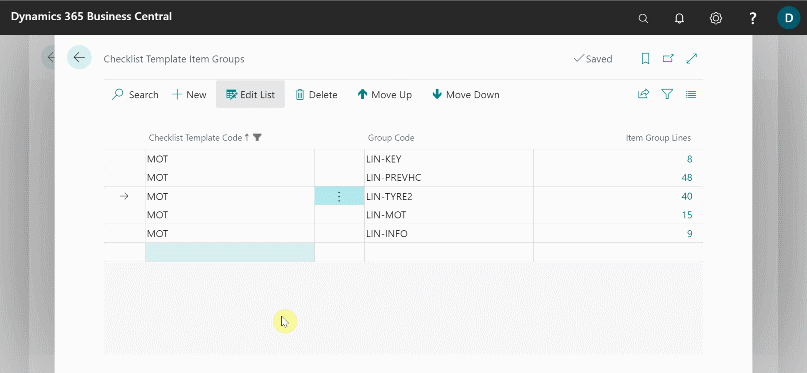 Dynamics 365 Business Central
?
D
Checklist Template Item Groups
Saved
Search
New
Edit List
Delete
Move Up
Move Down
Checklist Template Code ↑
Group Code
Item Group Lines
MOT LIN-KEY 8
MOT LIN-PREVHC 48
MOT LIN-TYRE2 40
MOT LIN-MOT 15
MOT LIN-INFO 9